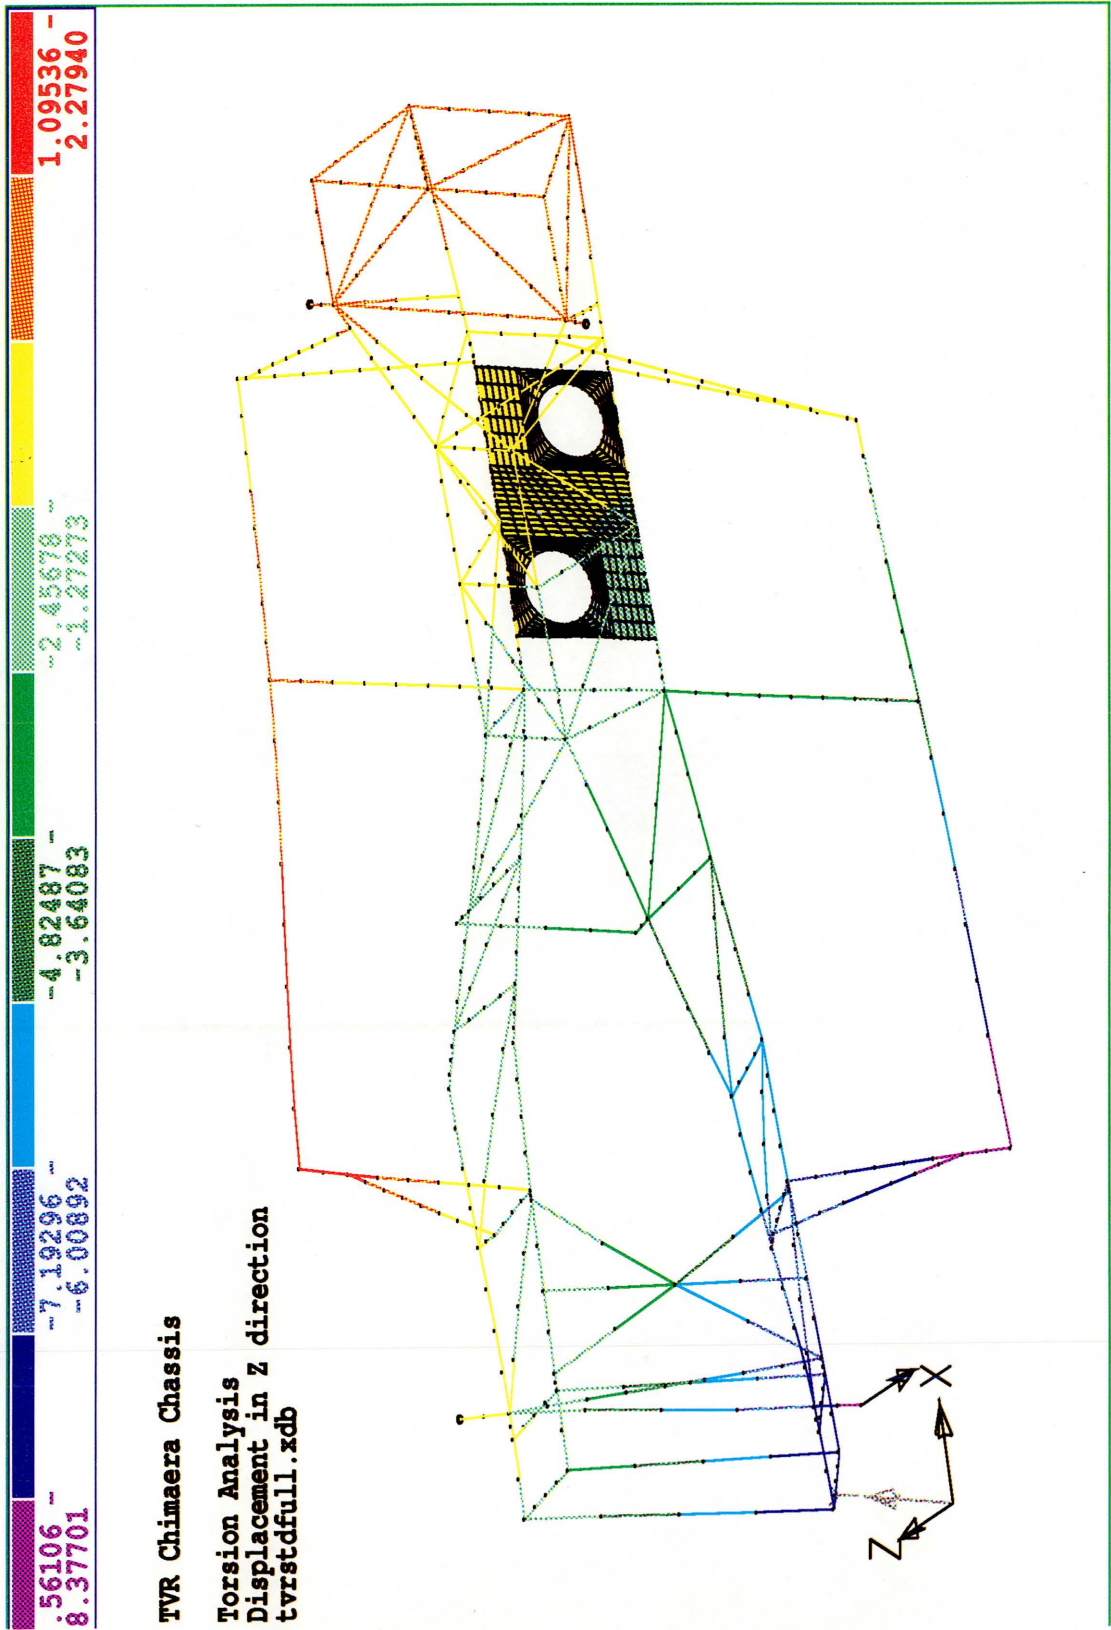 TVR Chimaera Chassis
Torsion Analysis
Displacement in Z direction
tvrstdfull.xdb
.56106 -
8.37701
-7.19296 -
-6.00892
-4.82487 -
-3.64083
-2.45678 -
-1.27273
1.09536 -
2.27940
Z
X